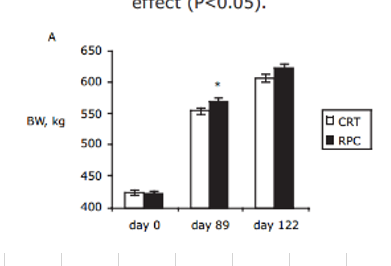 effect (P<0.05).
A
650
600
BW, kg
550
500
450
400
*
day 0 day 89 day 122
CRT
RPC